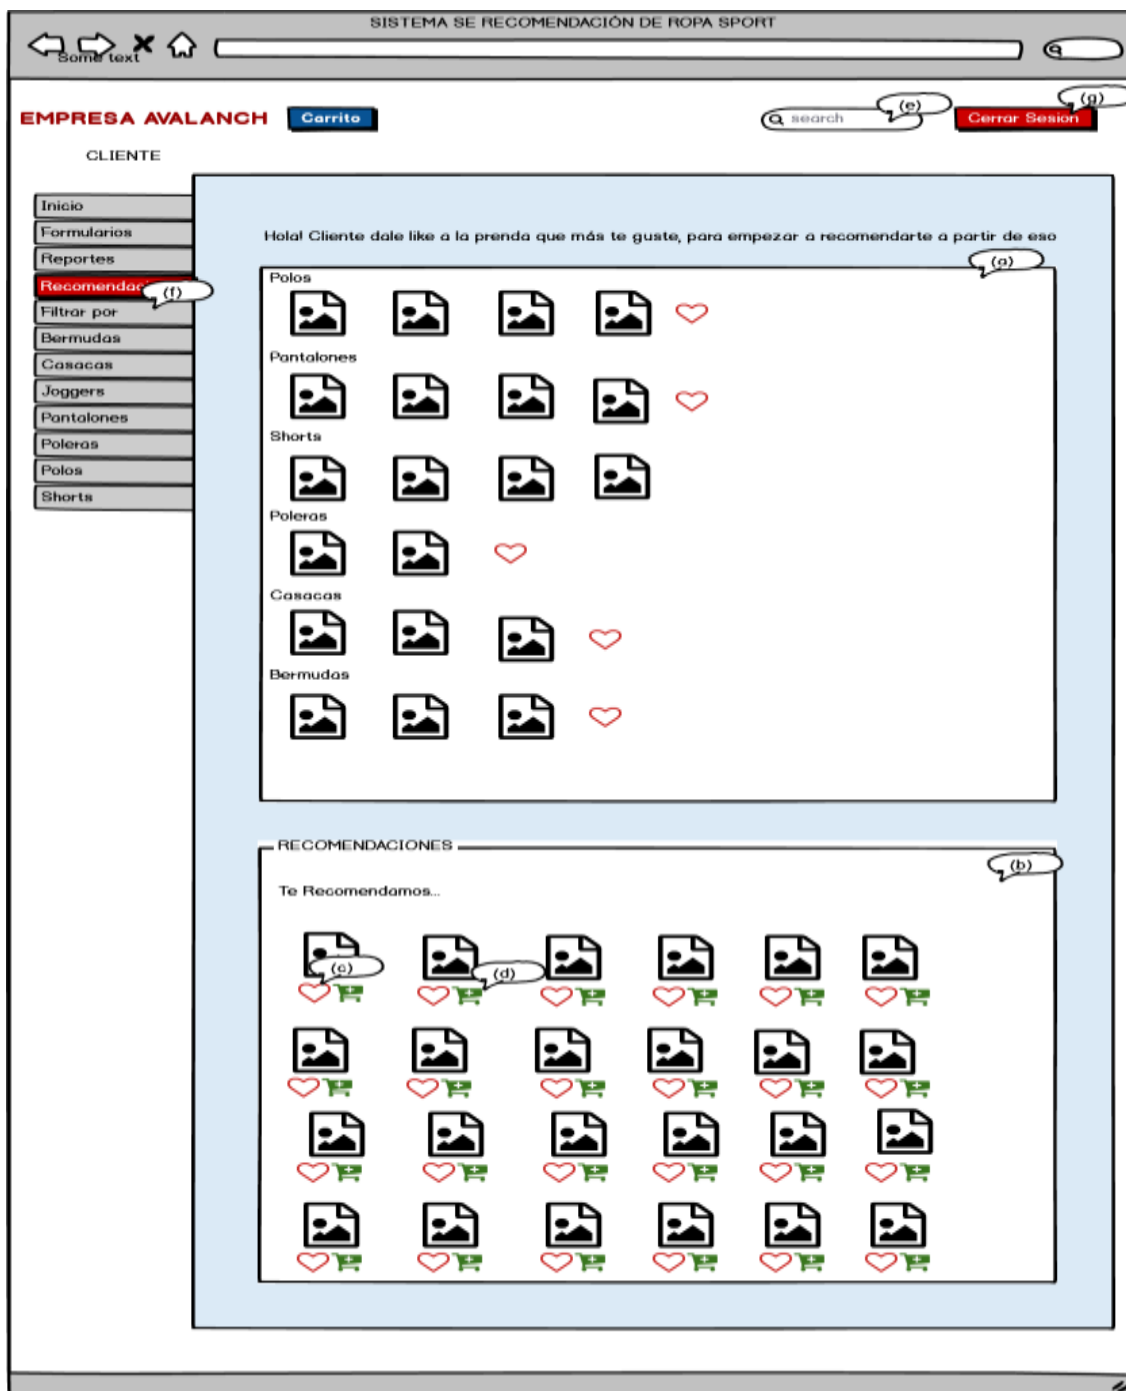 SISTEMA SE RECOMENDACIÓN DE ROPA SPORT
Some text
EMPRESA AVALANCH
Carrito
search
(e)
Cerrar Sesion
(g)
CLIENTE
Inicio
Formularios
Reportes
Recomendac
(f)
Filtrar por
Bermudas
Casacas
Joggers
Pantalones
Poleras
Polos
Shorts
Hola! Cliente dale like a la prenda que más te guste, para empezar a recomendarte a partir de eso
(a)
Polos
Pantalones
Shorts
Poleras
Casacas
Bermudas
RECOMENDACIONES
(b)
Te Recomendamos...
(c)
(d)